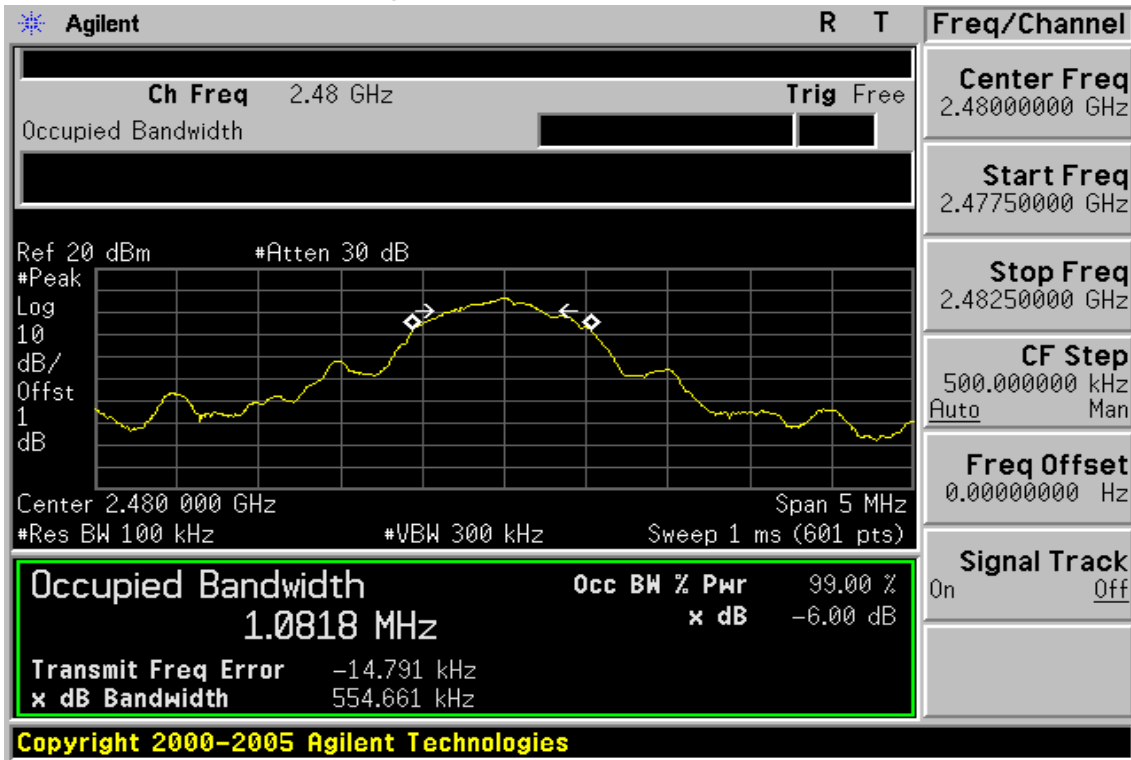 Agilent R T
Ch Freq 2.48 GHz Trig Free
Occupied Bandwidth
Ref 20 dBm #Atten 30 dB
#Peak
Log
10
dB/
Offst
1
dB
Center 2.480 000 GHz Span 5 MHz
#Res BW 100 kHz #VBW 300 kHz Sweep 1 ms (601 pts)
Occupied Bandwidth Occ BW % Pwr 99.00 %
1.0818 MHz x dB -6.00 dB
Transmit Freq Error -14.791 kHz
x dB Bandwidth 554.661 kHz
Copyright 2000-2005 Agilent Technologies
Freq/Channel
Center Freq
2.48000000 GHz
Start Freq
2.47750000 GHz
Stop Freq
2.48250000 GHz
CF Step
500.000000 kHz
Auto Man
Freq Offset
0.00000000 Hz
Signal Track
On Off